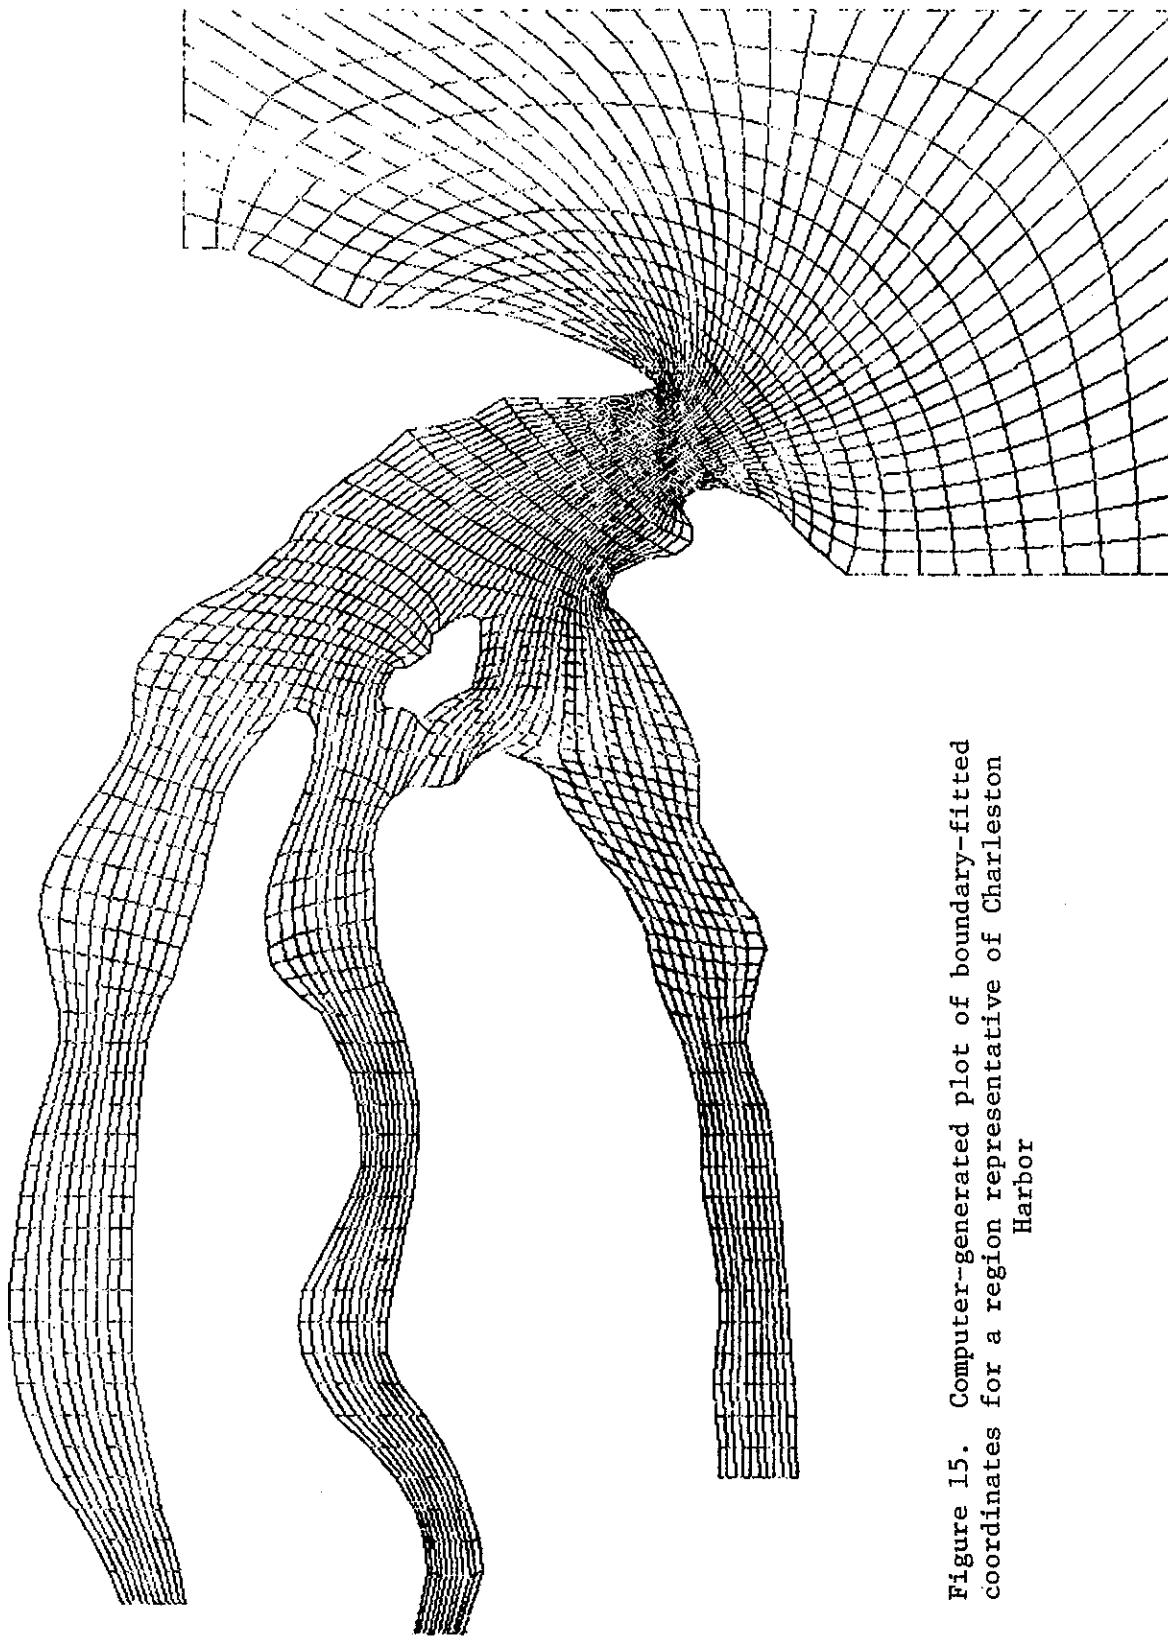 Figure 15. Computer-generated plot of boundary-fitted
coordinates for a region representative of Charleston
Harbor